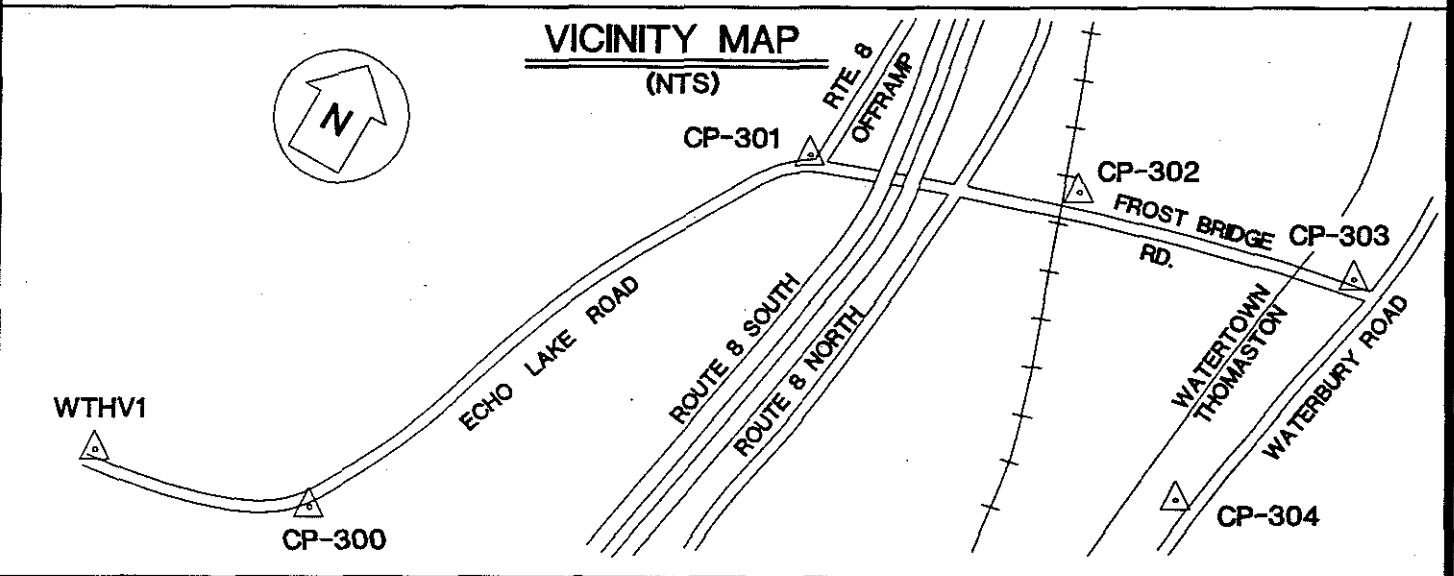 VICINITY MAP
(NTS)
N
RTE. 8
OFFRAMP
CP-301
CP-302
FROST BRIDGE
RD.
CP-303
ECHO LAKE ROAD
ROUTE 8 SOUTH
ROUTE 8 NORTH
WATERTOWN
THOMASTON
WATERBURY ROAD
WTHV1
CP-300
CP-304